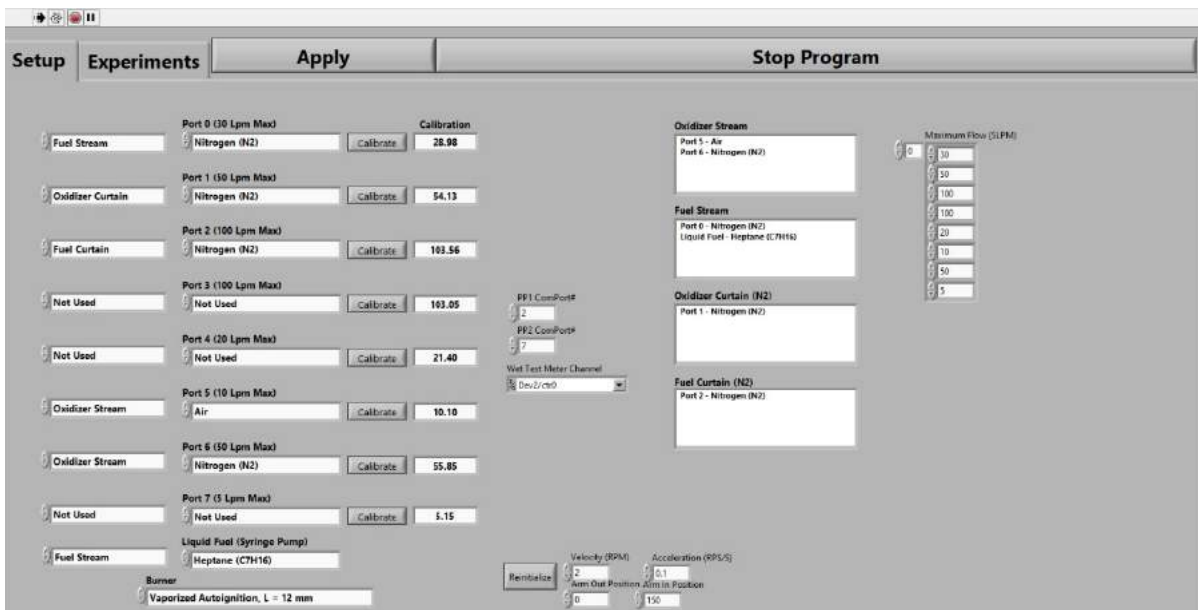 Setup
Experiments
Apply
Stop Program
Port 0 (30 Lpm Max)
Calibration
Fuel Stream
Nitrogen (N2)
Calibrate
28.98
Port 1 (50 Lpm Max)
Oxidizer Curtain
Nitrogen (N2)
Calibrate
54.13
Port 2 (100 Lpm Max)
Fuel Curtain
Nitrogen (N2)
Calibrate
103.56
Port 3 (100 Lpm Max)
Not Used
Not Used
Calibrate
103.05
Port 4 (20 Lpm Max)
Not Used
Not Used
Calibrate
21.40
Port 5 (10 Lpm Max)
Oxidizer Stream
Air
Calibrate
10.10
Port 6 (50 Lpm Max)
Oxidizer Stream
Nitrogen (N2)
Calibrate
55.85
Port 7 (5 Lpm Max)
Not Used
Not Used
Calibrate
5.15
Liquid Fuel (Syringe Pump)
Fuel Stream
Heptane (C7H16)
Burner
Vaporized Autoignition, L = 12 mm
PP1 ComPort#
2
PP2 ComPort#
7
Wet Test Meter Channel
Dev2/ctr0
Reinitialize
Velocity (RPM)
2
Acceleration (RPS/S)
0.1
Arm Out Position
0
Arm In Position
150
Oxidizer Stream
Port 5 - Air
Port 6 - Nitrogen (N2)
Fuel Stream
Port 0 - Nitrogen (N2)
Liquid Fuel - Heptane (C7H16)
Oxidizer Curtain (N2)
Port 1 - Nitrogen (N2)
Fuel Curtain (N2)
Port 2 - Nitrogen (N2)
Maximum Flow (SLPM)
0
30
50
100
100
20
10
50
5